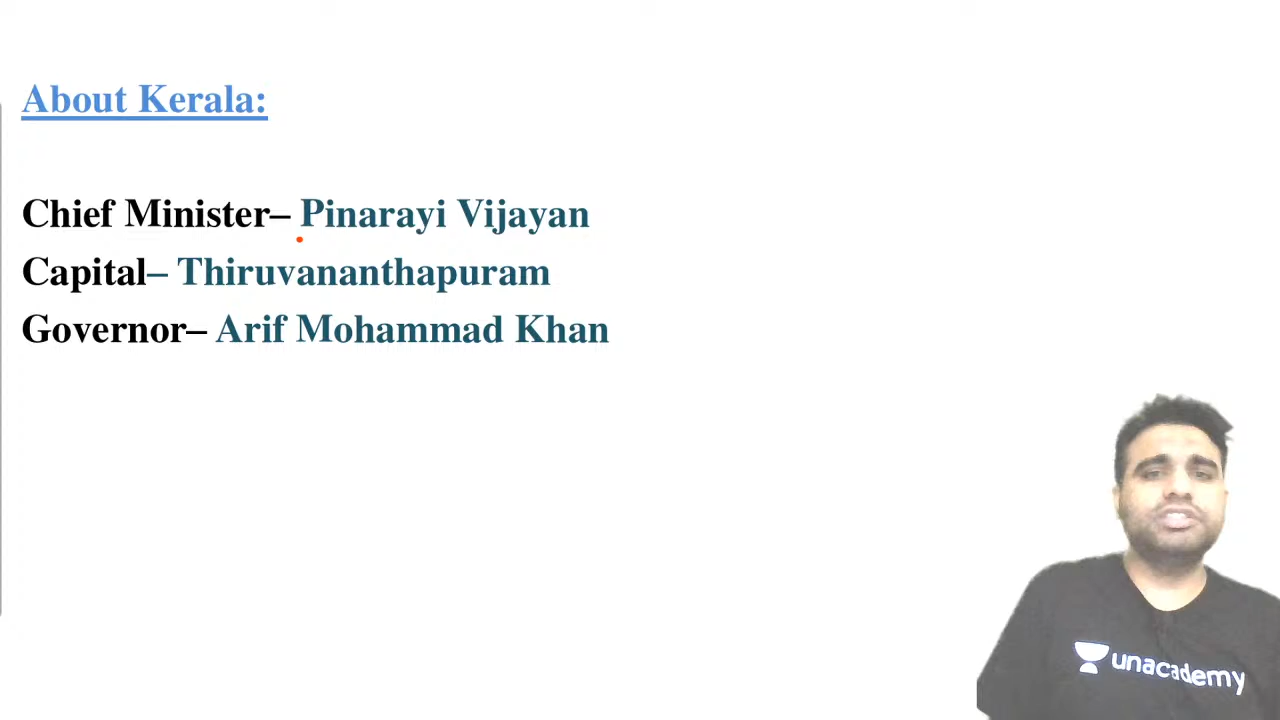 About Kerala:
Chief Minister– Pinarayi Vijayan
Capital– Thiruvananthapuram
Governor– Arif Mohammad Khan
unacademy